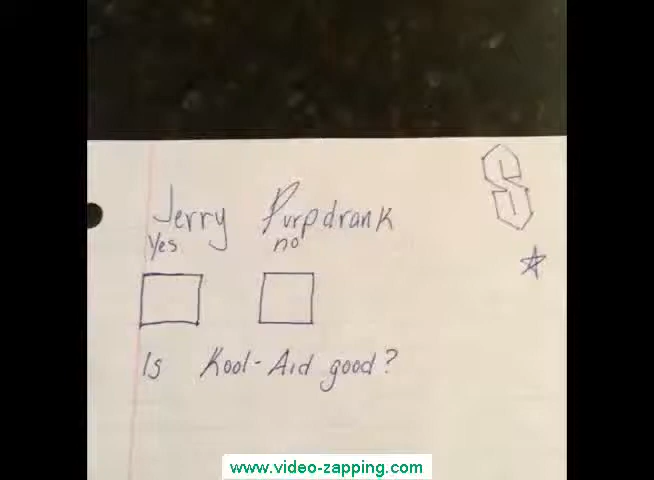 Jerry Purpdrank
Yes no
Is Kool-Aid good?
www.video-zapping.com